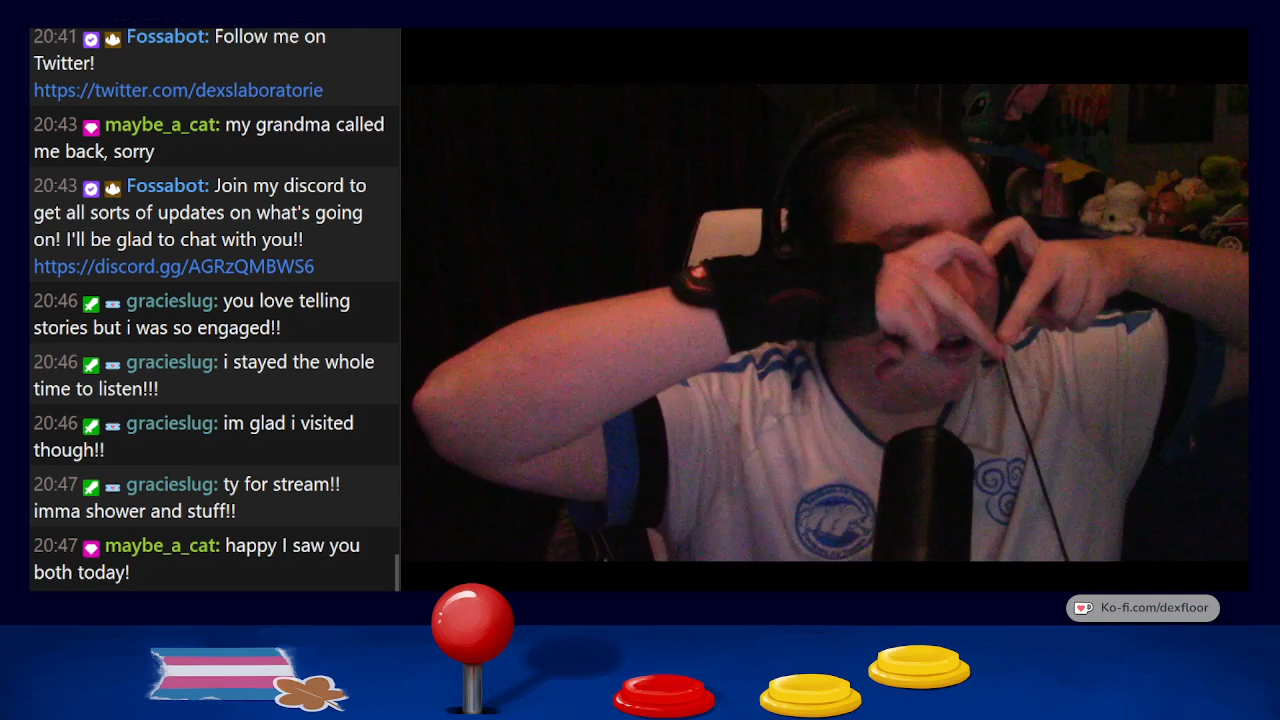 20:41 Fossabot: Follow me on
Twitter!
https://twitter.com/dexslaboratorie
20:43 maybe_a_cat: my grandma called
me back, sorry
20:43 Fossabot: Join my discord to
get all sorts of updates on what's going
on! I'll be glad to chat with you!!
https://discord.gg/AGRzQMBWS6
20:46 gracieslug: you love telling
stories but i was so engaged!!
20:46 gracieslug: i stayed the whole
time to listen!!!
20:46 gracieslug: im glad i visited
though!!
20:47 gracieslug: ty for stream!!
imma shower and stuff!!
20:47 maybe_a_cat: happy I saw you
both today!
Ko-fi.com/dexfloor